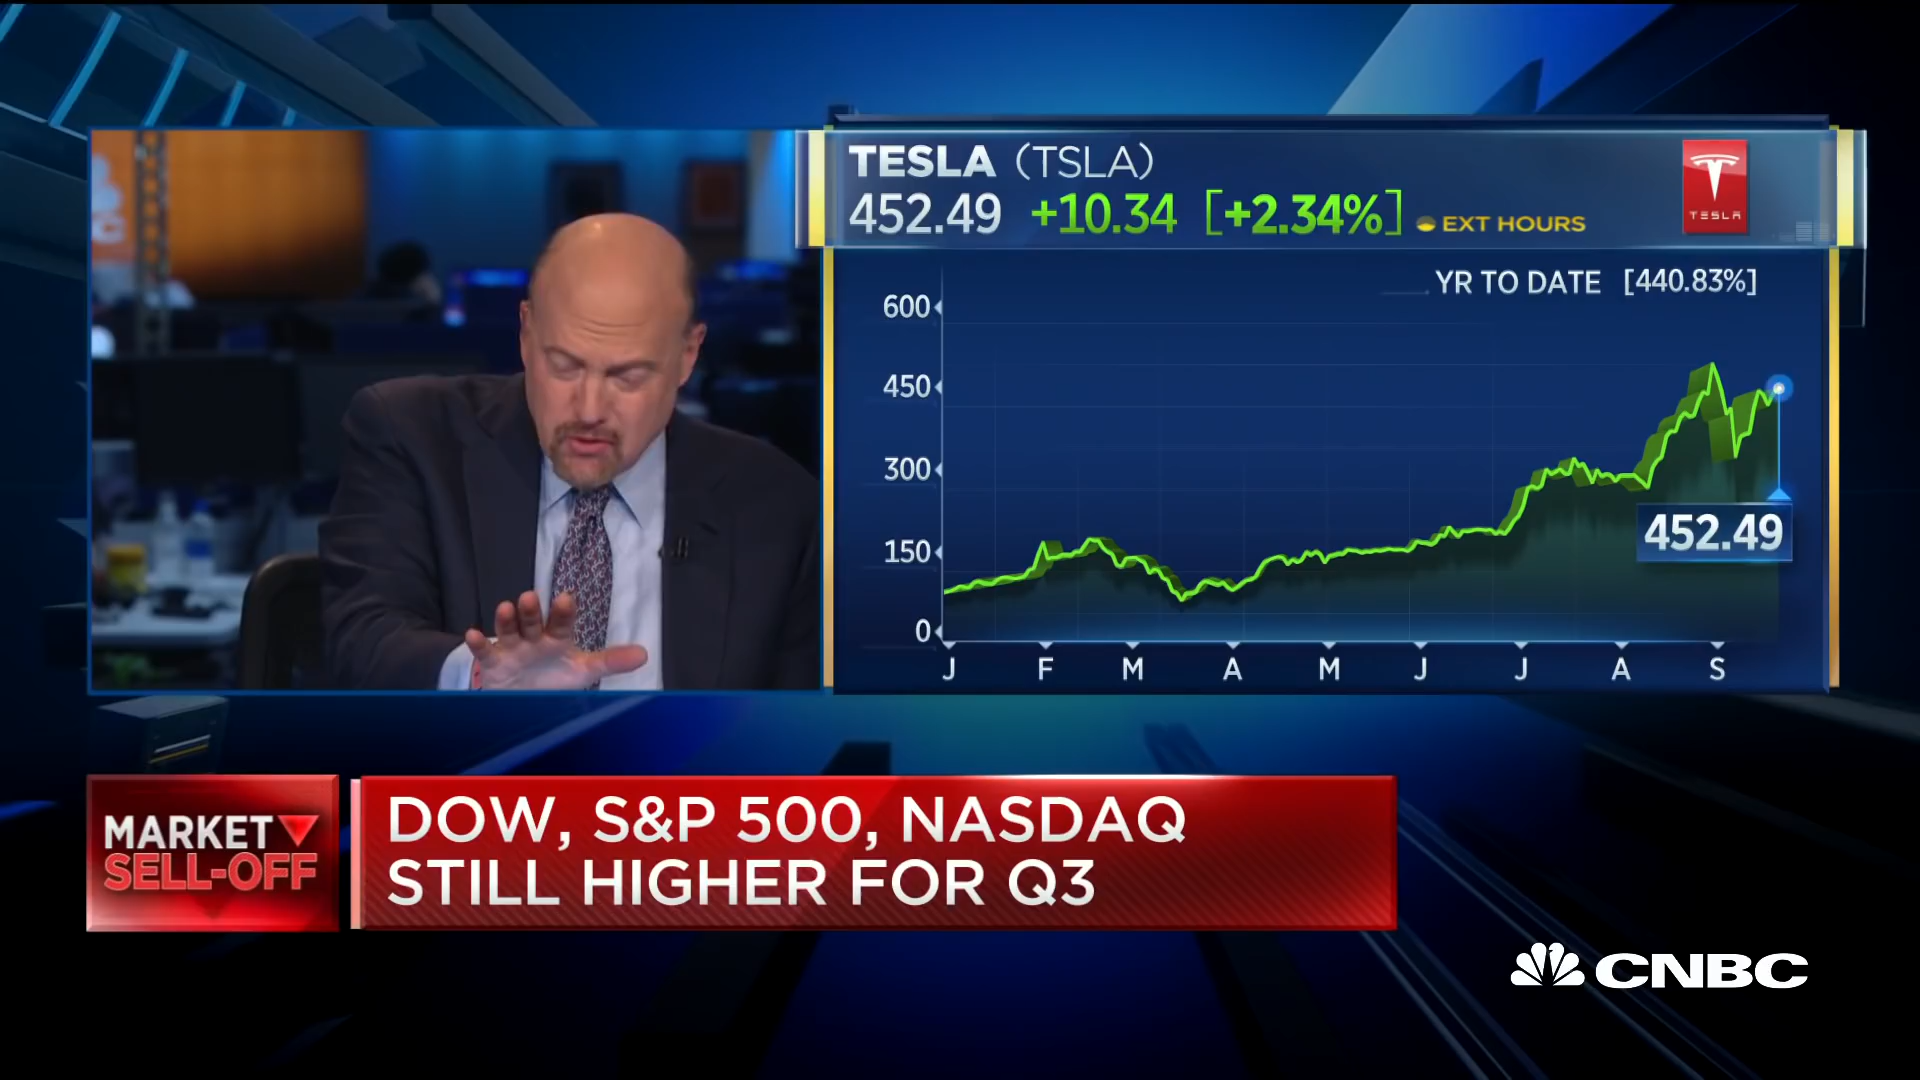 TESLA (TSLA)
452.49 +10.34 [+2.34%] EXT HOURS
TESLA
YR TO DATE [440.83%]
600
450
300
150
0
452.49
J F M A M J J A S
MARKET
SELL-OFF
DOW, S&P 500, NASDAQ
STILL HIGHER FOR Q3
CNBC